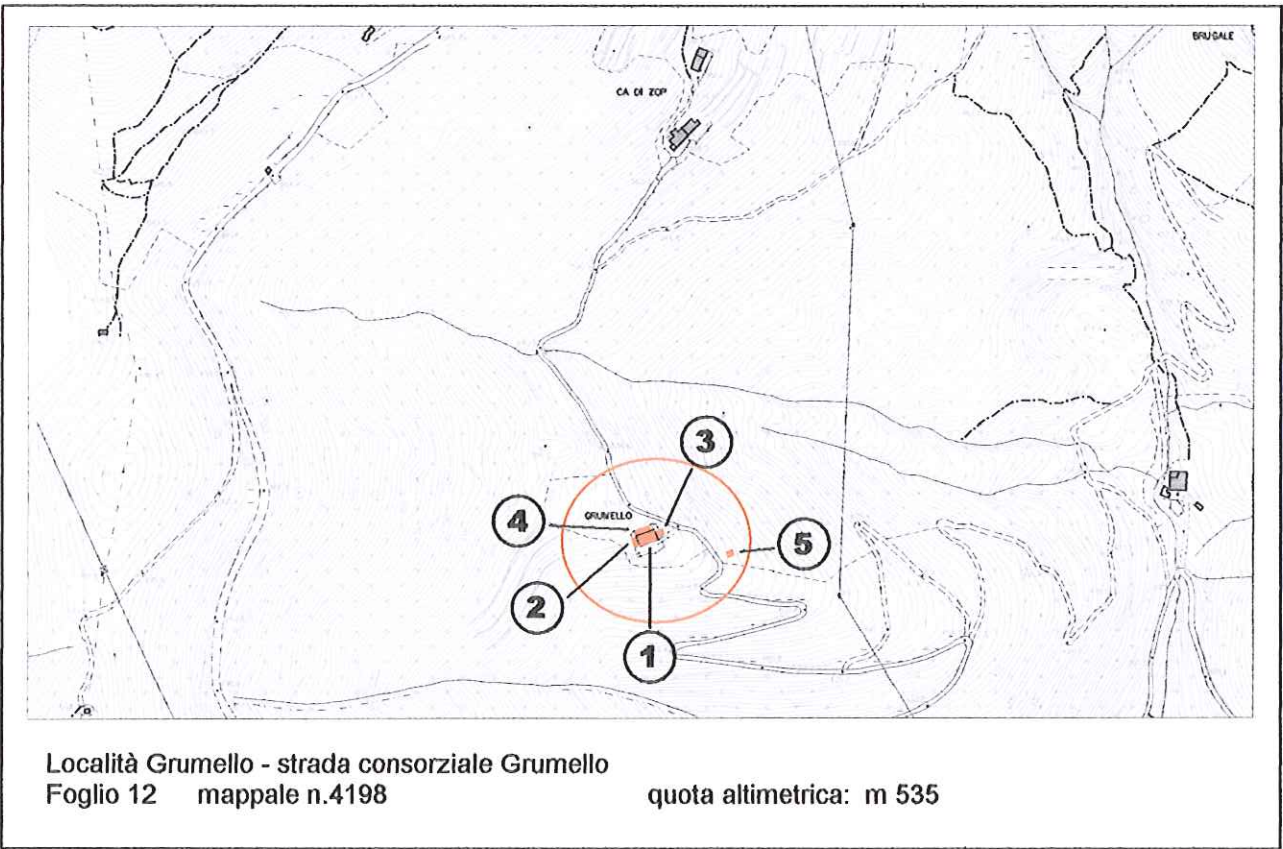 BRUGALE
CA DI ZOP
3
GRUMELLO
4
5
2
1
Località Grumello - strada consorziale Grumello
Foglio 12 mappale n.4198 quota altimetrica: m 535